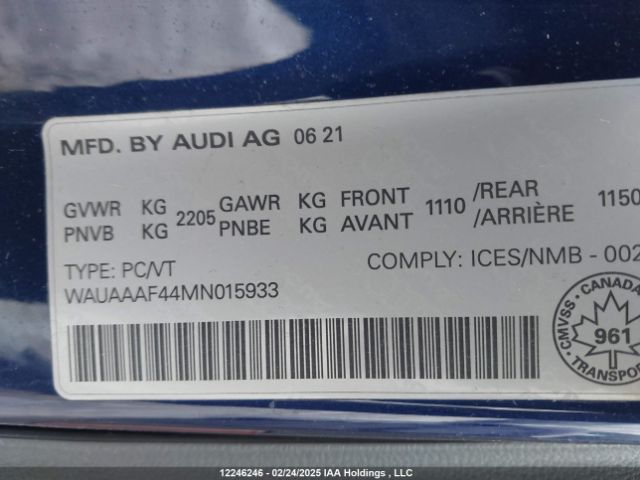 MFD. BY AUDI AG 06 21
GVWR KG 2205 GAWR KG FRONT 1110 /REAR 1150
PNVB KG PNBE KG AVANT /ARRIÈRE
TYPE: PC/VT COMPLY: ICES/NMB - 002
WAUAAAF44MN015933
CMVSS CANADA
961
TRANSPORT
12246246 - 02/24/2025 IAA Holdings , LLC